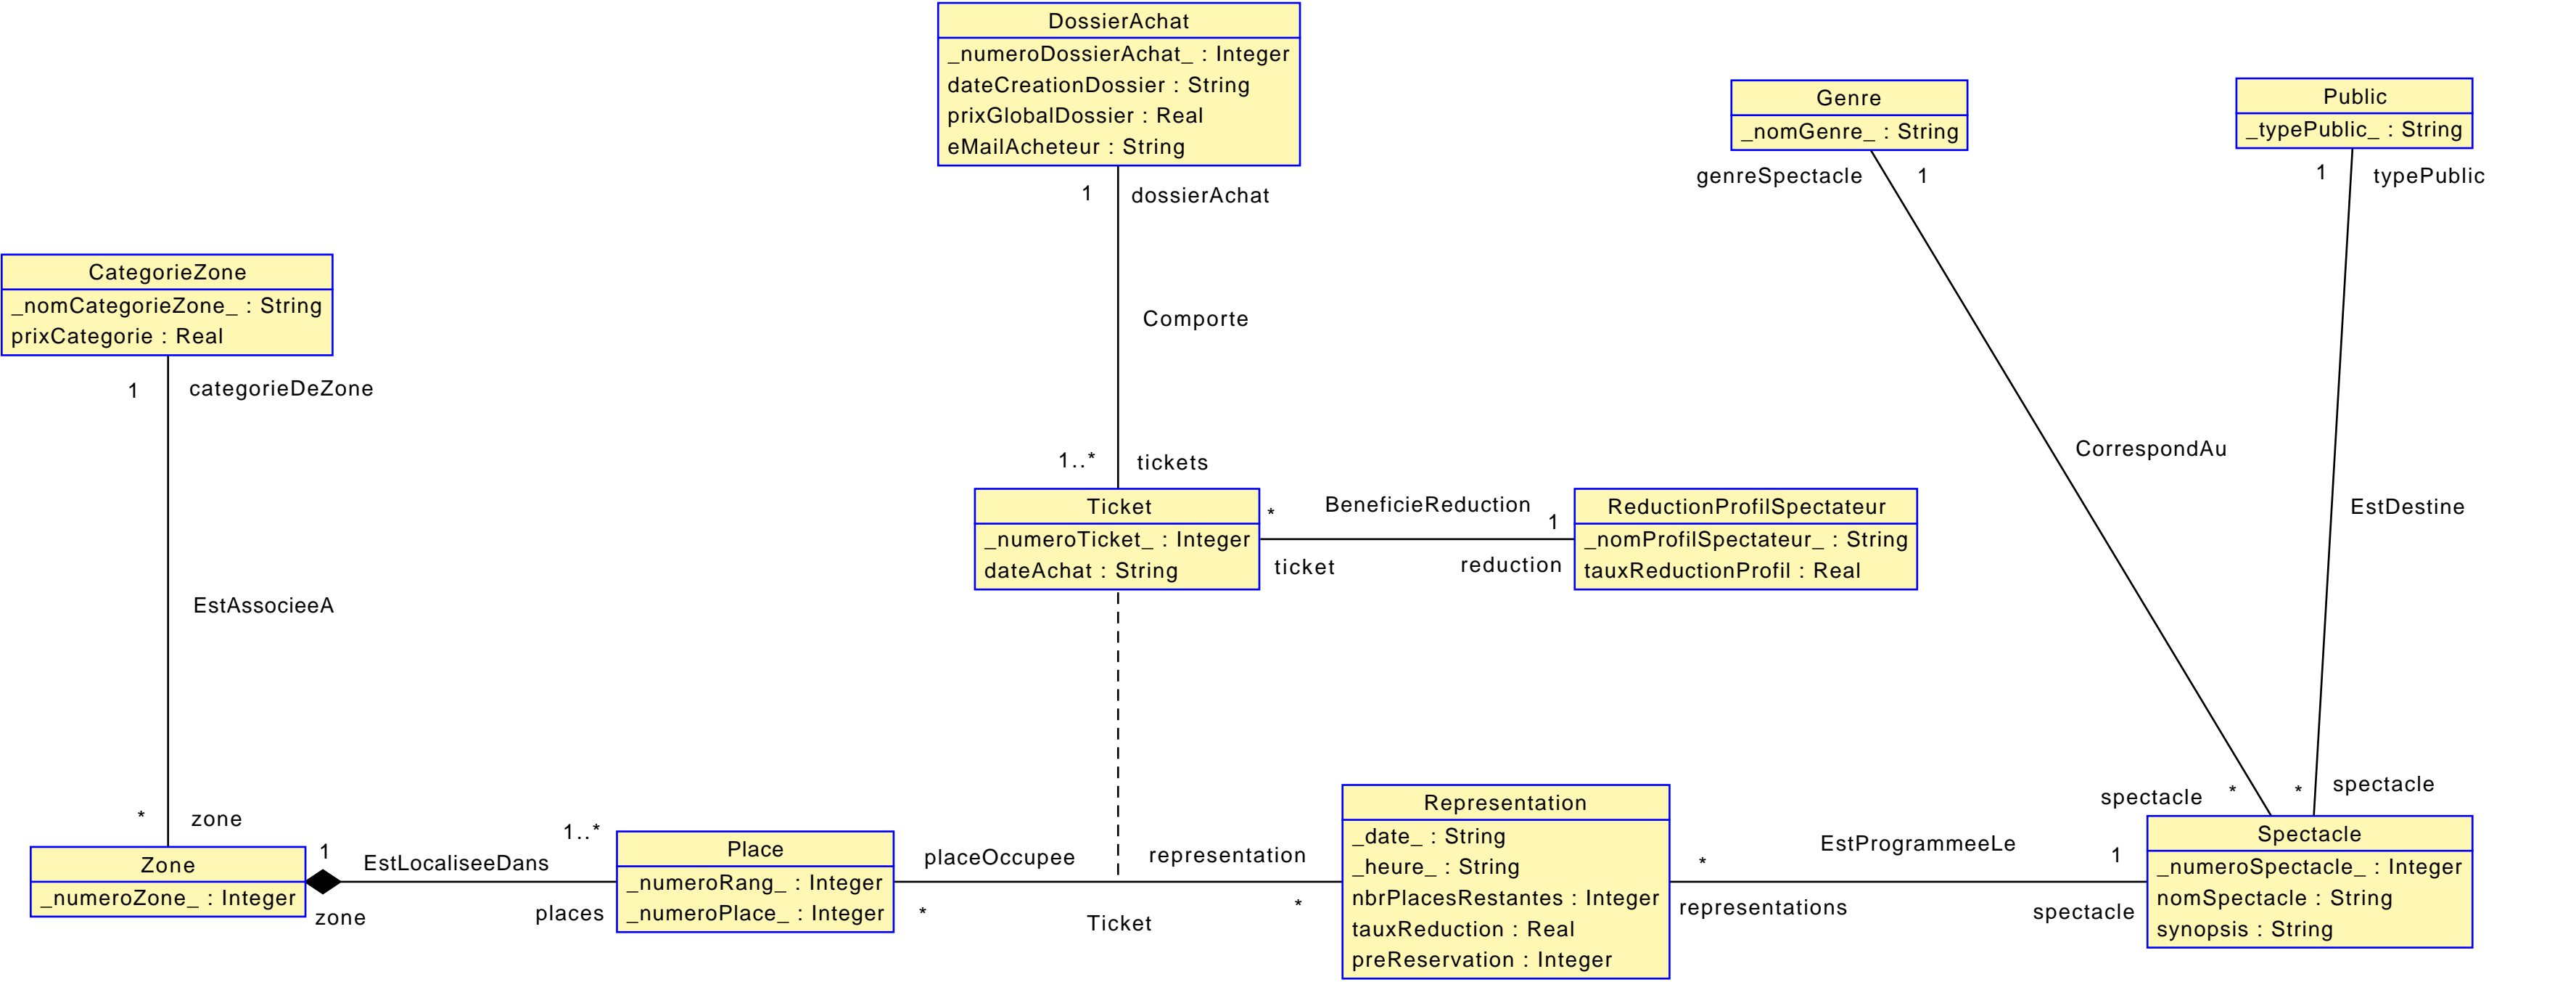 DossierAchat
_numeroDossierAchat_ : Integer
dateCreationDossier : String
prixGlobalDossier : Real
eMailAcheteur : String
1
dossierAchat
Comporte
1..*
tickets
Genre
_nomGenre_ : String
genreSpectacle
1
Public
_typePublic_ : String
1
typePublic
CorrespondAu
EstDestine
CategorieZone
_nomCategorieZone_ : String
prixCategorie : Real
1
categorieDeZone
EstAssocieeA
*
zone
Ticket
_numeroTicket_ : Integer
dateAchat : String
*
BeneficieReduction
1
ticket
reduction
ReductionProfilSpectateur
_nomProfilSpectateur_ : String
tauxReductionProfil : Real
Zone
_numeroZone_ : Integer
1
EstLocaliseeDans
1..*
zone
places
Place
_numeroRang_ : Integer
_numeroPlace_ : Integer
placeOccupee
representation
*
Ticket
*
Representation
_date_ : String
_heure_ : String
nbrPlacesRestantes : Integer
tauxReduction : Real
preReservation : Integer
*
EstProgrammeeLe
1
representations
spectacle
spectacle
*
*
spectacle
Spectacle
_numeroSpectacle_ : Integer
nomSpectacle : String
synopsis : String